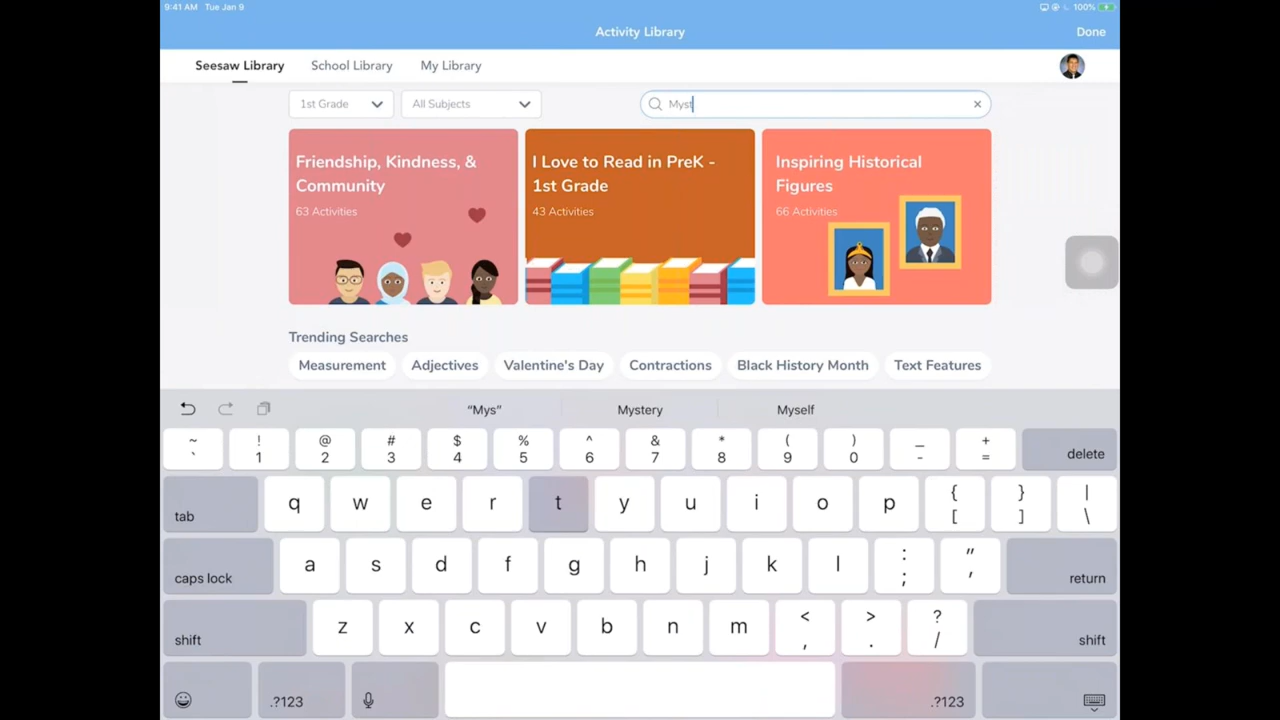 9:41 AM Tue Jan 9
100%
Activity Library
Done
Seesaw Library School Library My Library
1st Grade All Subjects Myst
Friendship, Kindness, &
Community
63 Activities
I Love to Read in PreK -
1st Grade
43 Activities
Inspiring Historical
Figures
66 Activities
Trending Searches
Measurement Adjectives Valentine's Day Contractions Black History Month Text Features
“Mys” Mystery Myself
~ ! @ # $ % ^ & * ( ) _ +
` 1 2 3 4 5 6 7 8 9 0 - = delete
tab q w e r t y u i o p { [ } ] | \
caps lock a s d f g h j k l : ; " ' return
shift z x c v b n m < , > . ? / shift
.?123 .?123